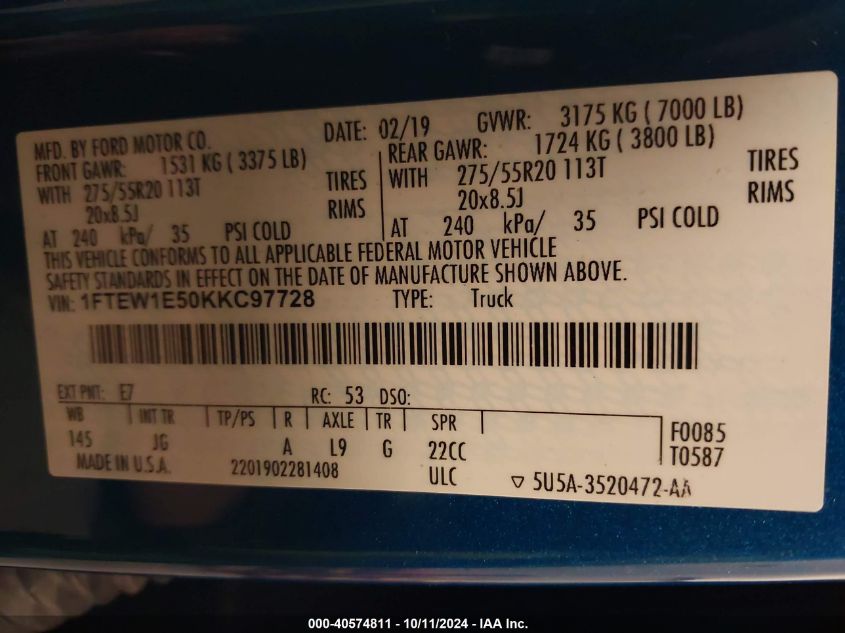 MFD. BY FORD MOTOR CO. DATE: 02/19 GVWR: 3175 KG ( 7000 LB)
FRONT GAWR: 1531 KG ( 3375 LB) REAR GAWR: 1724 KG ( 3800 LB)
WITH 275/55R20 113T TIRES WITH 275/55R20 113T TIRES
20x8.5J RIMS 20x8.5J RIMS
AT 240 kPa/ 35 PSI COLD AT 240 kPa/ 35 PSI COLD
THIS VEHICLE CONFORMS TO ALL APPLICABLE FEDERAL MOTOR VEHICLE
SAFETY STANDARDS IN EFFECT ON THE DATE OF MANUFACTURE SHOWN ABOVE.
VIN: 1FTEW1E50KKC97728 TYPE: Truck
EXT PNT: E7 RC: 53 DSO:
WB INT TR TP/PS R AXLE TR SPR F0085
145 JG A L9 G 22CC T0587
MADE IN U.S.A. 2201902281408 ULC 5U5A-3520472-AA
000-40574811 - 10/11/2024 - IAA Inc.